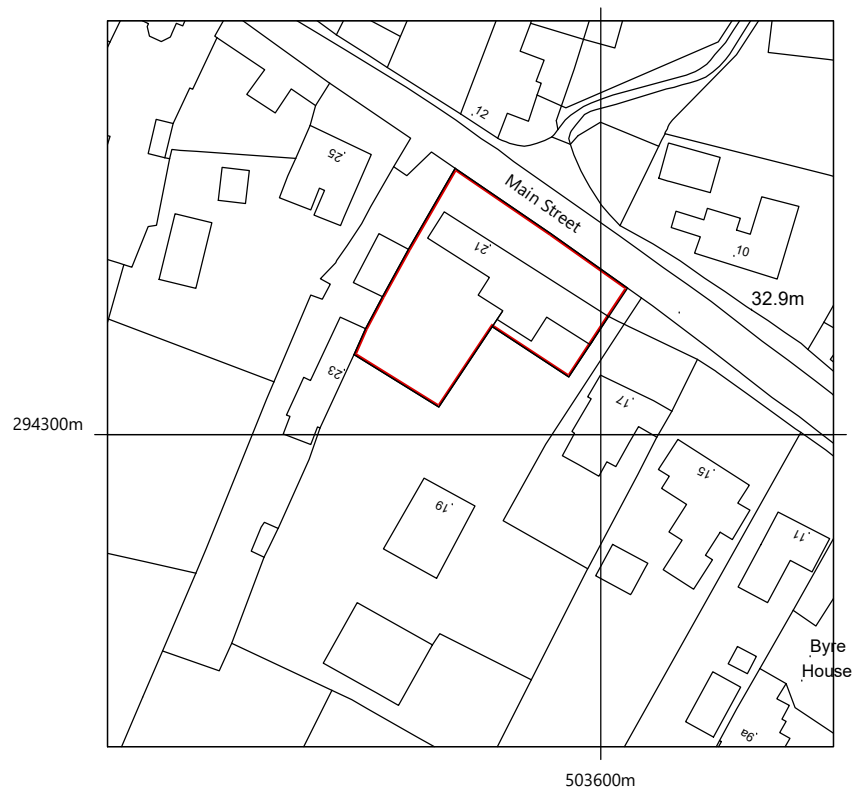 .12
.25
Main Street
.21
.10
32.9m
.23
.17
294300m
.15
.19
.11
Byre
House
.9a
503600m